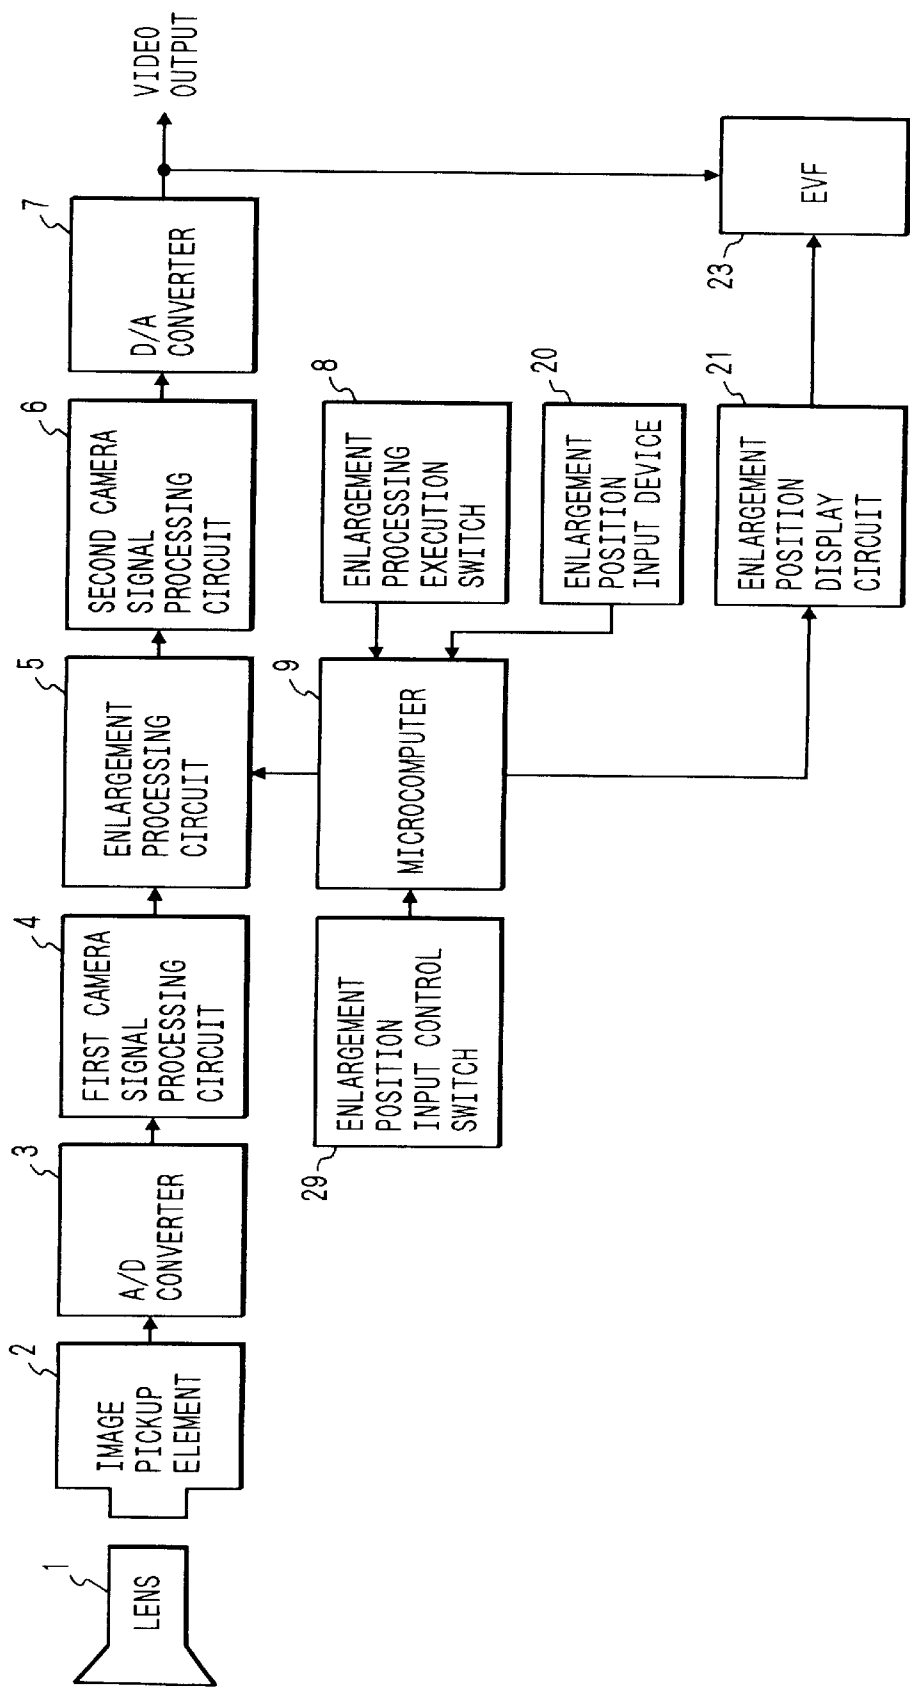 1
LENS
2
IMAGE
PICKUP
ELEMENT
3
A/D
CONVERTER
4
FIRST CAMERA
SIGNAL
PROCESSING
CIRCUIT
5
ENLARGEMENT
PROCESSING
CIRCUIT
6
SECOND CAMERA
SIGNAL
PROCESSING
CIRCUIT
7
D/A
CONVERTER
VIDEO
OUTPUT
29
ENLARGEMENT
POSITION
INPUT CONTROL
SWITCH
9
MICROCOMPUTER
8
ENLARGEMENT
PROCESSING
EXECUTION
SWITCH
20
ENLARGEMENT
POSITION
INPUT DEVICE
21
ENLARGEMENT
POSITION
DISPLAY
CIRCUIT
23
EVF